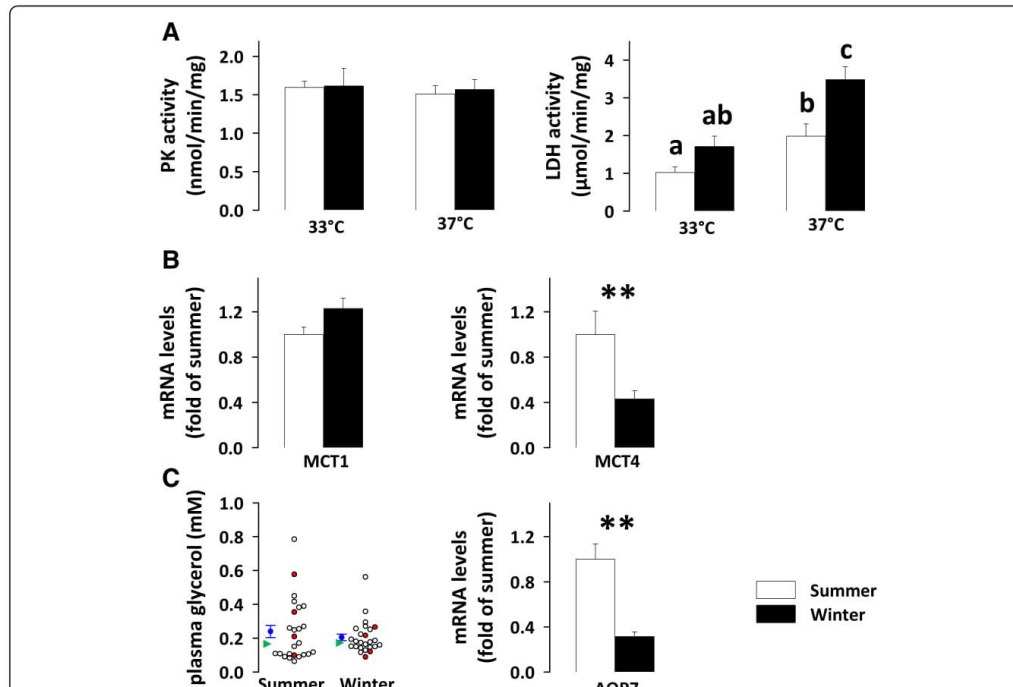 A
PK activity
(nmol/min/mg)
2.0
1.5
1.0
0.5
0.0
33°C
37°C
LDH activity
(µmol/min/mg)
4
3
2
1
0
a
ab
b
c
33°C
37°C
B
mRNA levels
(fold of summer)
1.2
0.8
0.4
0.0
MCT1
mRNA levels
(fold of summer)
1.2
0.8
0.4
0.0
**
MCT4
C
plasma glycerol (mM)
1.0
0.8
0.6
0.4
0.2
0.0
Summer
Winter
mRNA levels
(fold of summer)
1.2
0.8
0.4
0.0
**
AQP7
Summer
Winter